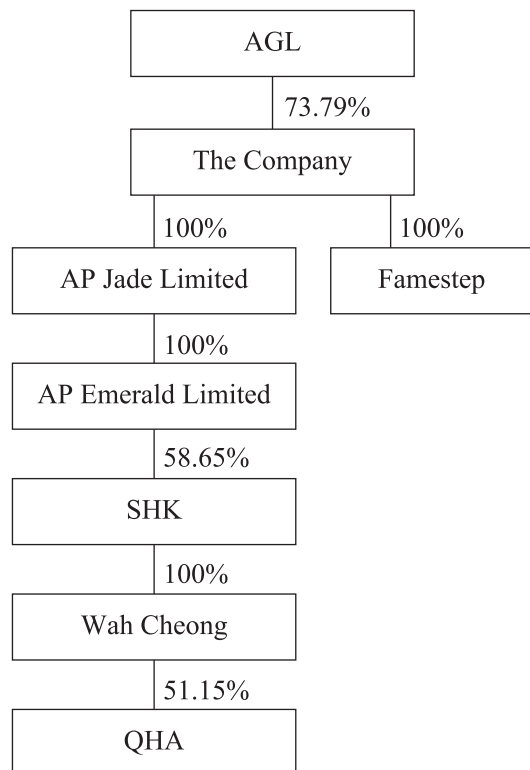 AGL
73.79%
The Company
100%
100%
AP Jade Limited
Famestep
100%
AP Emerald Limited
58.65%
SHK
100%
Wah Cheong
51.15%
QHA